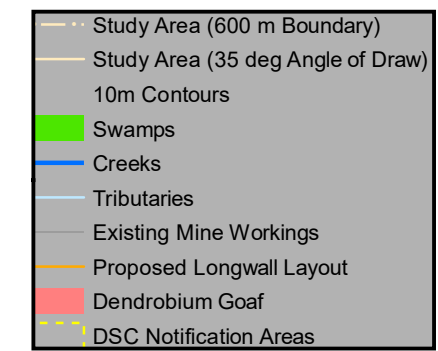 Study Area (600 m Boundary)
Study Area (35 deg Angle of Draw)
10m Contours
Swamps
Creeks
Tributaries
Existing Mine Workings
Proposed Longwall Layout
Dendrobium Goaf
DSC Notification Areas